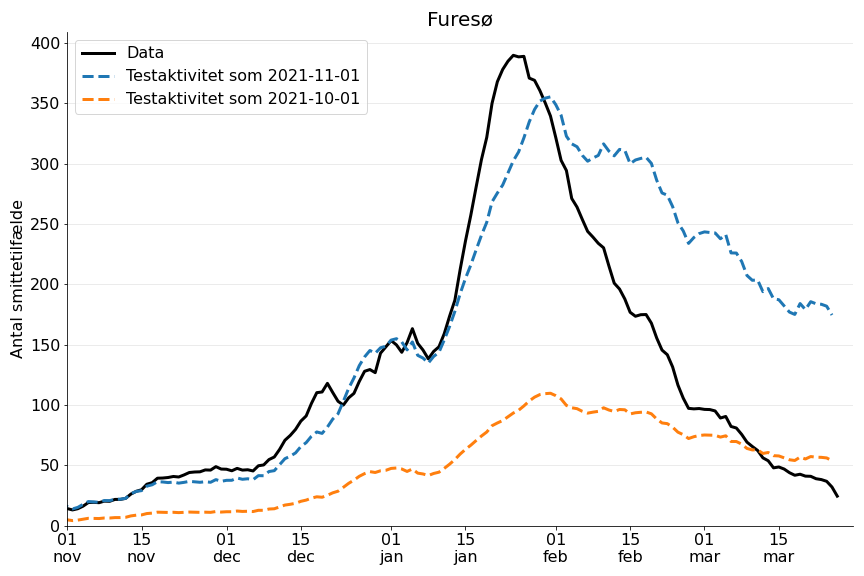 Furesø
Data
Testaktivitet som 2021-11-01
Testaktivitet som 2021-10-01
Antal smittetilfælde
400
350
300
250
200
150
100
50
0
01 15 01 15 01 15 01 15 01 15
nov nov dec dec jan jan feb feb mar mar